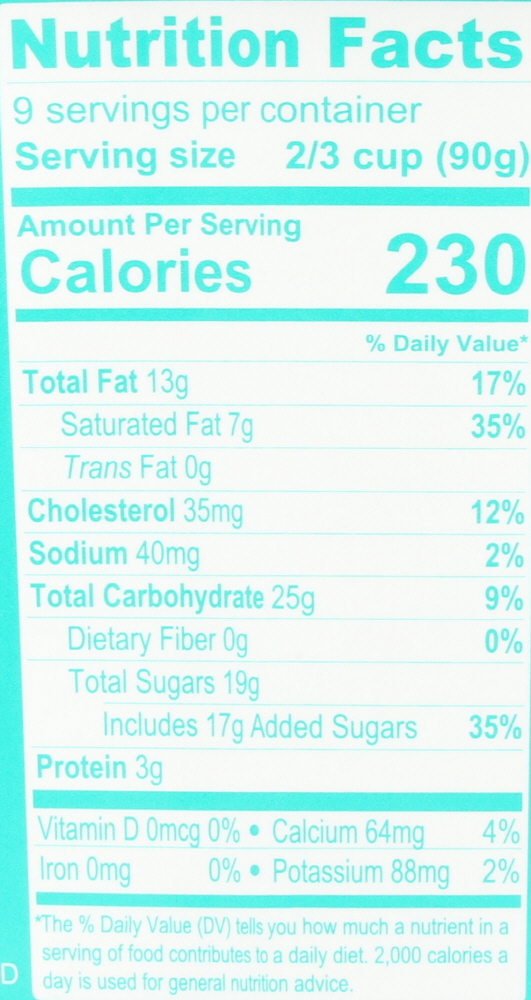 Nutrition Facts
9 servings per container
Serving size 2/3 cup (90g)
Amount Per Serving
Calories 230
% Daily Value*
Total Fat 13g 17%
Saturated Fat 7g 35%
Trans Fat 0g
Cholesterol 35mg 12%
Sodium 40mg 2%
Total Carbohydrate 25g 9%
Dietary Fiber 0g 0%
Total Sugars 19g
Includes 17g Added Sugars 35%
Protein 3g
Vitamin D 0mcg 0% • Calcium 64mg 4%
Iron 0mg 0% • Potassium 88mg 2%
*The % Daily Value (DV) tells you how much a nutrient in a
serving of food contributes to a daily diet. 2,000 calories a
day is used for general nutrition advice.
D